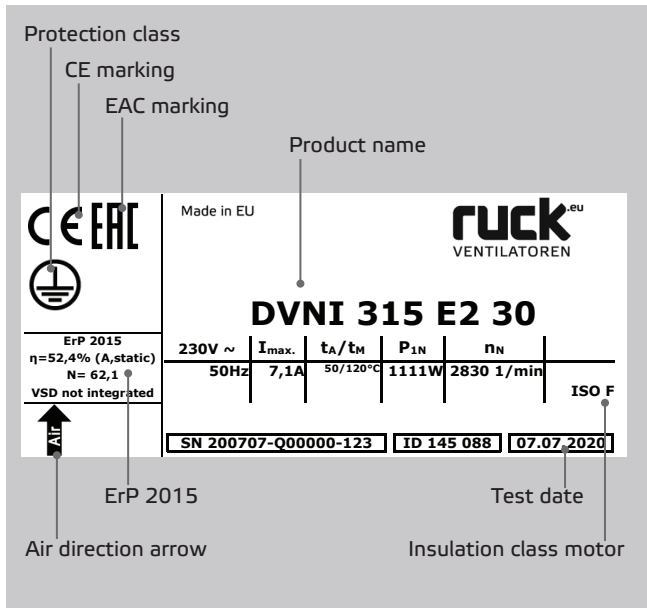 Protection class
CE marking
EAC marking
Product name
CE EAC
Made in EU
ruck.eu
VENTILATOREN
DVNI 315 E2 30
ErP 2015
η=52,4% (A,static)
N= 62,1
VSD not integrated
230V ~ Imax. tA/tM P1N nN
50Hz 7,1A 50/120°C 1111W 2830 1/min
ISO F
Air
SN 200707-Q00000-123 ID 145 088 07.07.2020
ErP 2015
Test date
Air direction arrow
Insulation class motor